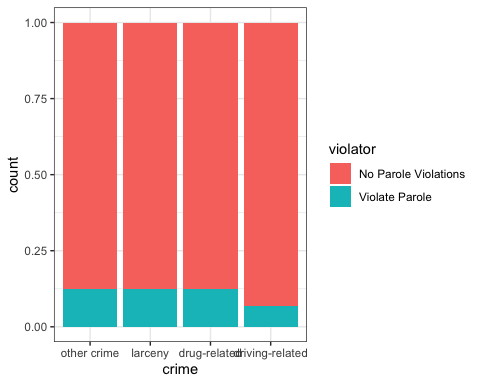 1.00
0.75
0.50
0.25
0.00
count
other crime
larceny
drug-related
driving-related
crime
violator
No Parole Violations
Violate Parole